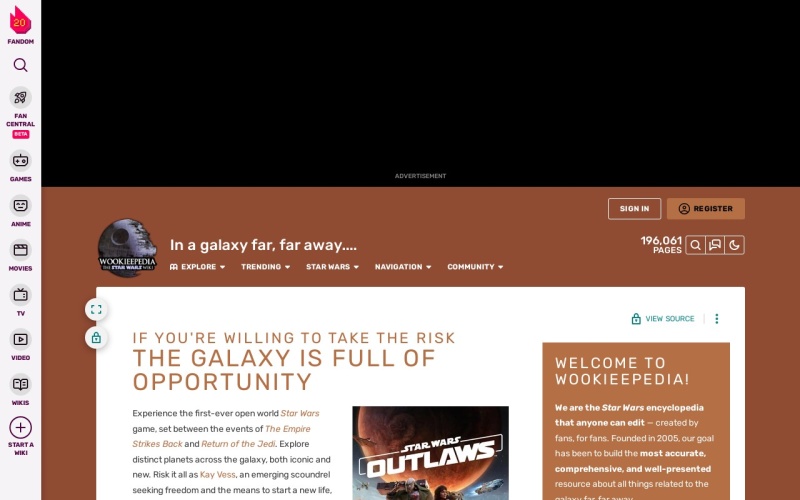 20
FANDOM
FAN
CENTRAL
BETA
GAMES
ANIME
MOVIES
TV
VIDEO
WIKIS
START A
WIKI
ADVERTISEMENT
SIGN IN
REGISTER
WOOKIEEPEDIA
THE STAR WARS WIKI
In a galaxy far, far away....
196,061
PAGES
EXPLORE
TRENDING
STAR WARS
NAVIGATION
COMMUNITY
VIEW SOURCE
IF YOU'RE WILLING TO TAKE THE RISK
THE GALAXY IS FULL OF
OPPORTUNITY
Experience the first-ever open world Star Wars
game, set between the events of The Empire
Strikes Back and Return of the Jedi. Explore
distinct planets across the galaxy, both iconic and
new. Risk it all as Kay Vess, an emerging scoundrel
seeking freedom and the means to start a new life,
STAR WARS
OUTLAWS
WELCOME TO
WOOKIEEPEDIA!
We are the Star Wars encyclopedia
that anyone can edit — created by
fans, for fans. Founded in 2005, our goal
has been to build the most accurate,
comprehensive, and well-presented
resource about all things related to the
galaxy far, far away.